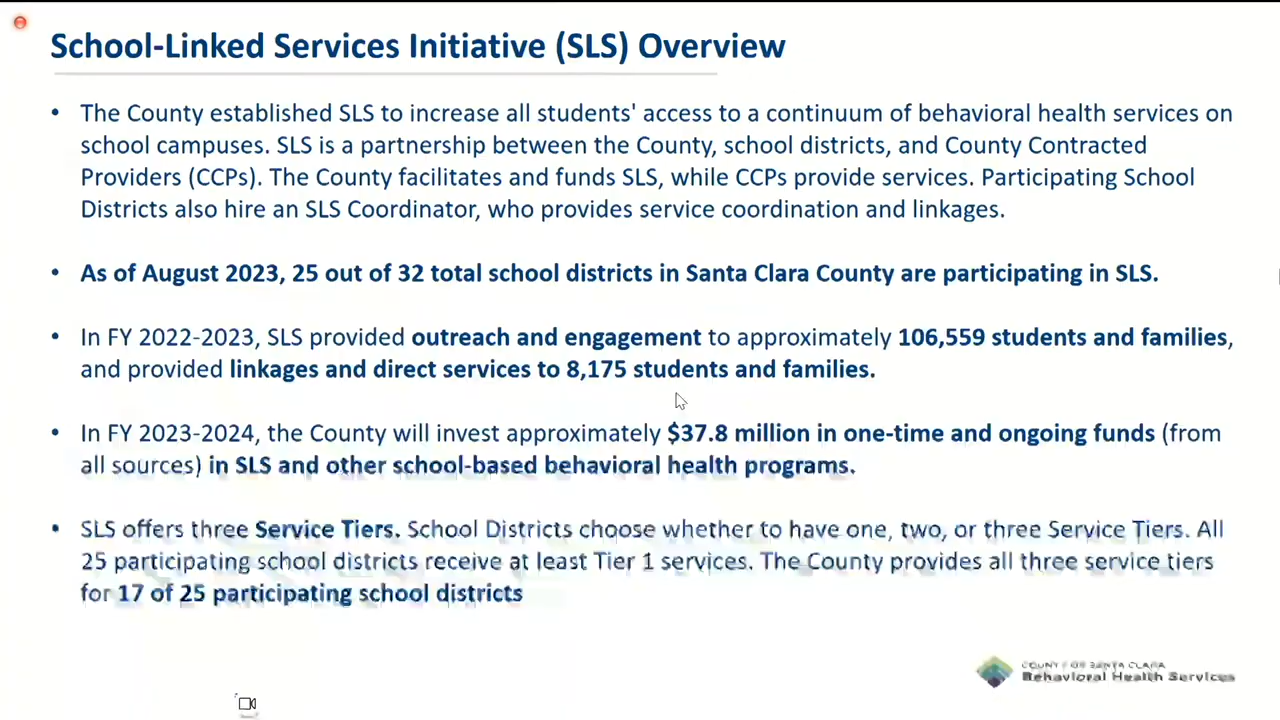 School-Linked Services Initiative (SLS) Overview
• The County established SLS to increase all students' access to a continuum of behavioral health services on
school campuses. SLS is a partnership between the County, school districts, and County Contracted
Providers (CCPs). The County facilitates and funds SLS, while CCPs provide services. Participating School
Districts also hire an SLS Coordinator, who provides service coordination and linkages.
• As of August 2023, 25 out of 32 total school districts in Santa Clara County are participating in SLS.
• In FY 2022-2023, SLS provided outreach and engagement to approximately 106,559 students and families,
and provided linkages and direct services to 8,175 students and families.
• In FY 2023-2024, the County will invest approximately $37.8 million in one-time and ongoing funds (from
all sources) in SLS and other school-based behavioral health programs.
• SLS offers three Service Tiers. School Districts choose whether to have one, two, or three Service Tiers. All
25 participating school districts receive at least Tier 1 services. The County provides all three service tiers
for 17 of 25 participating school districts
COUNTY OF SANTA CLARA
Behavioral Health Services